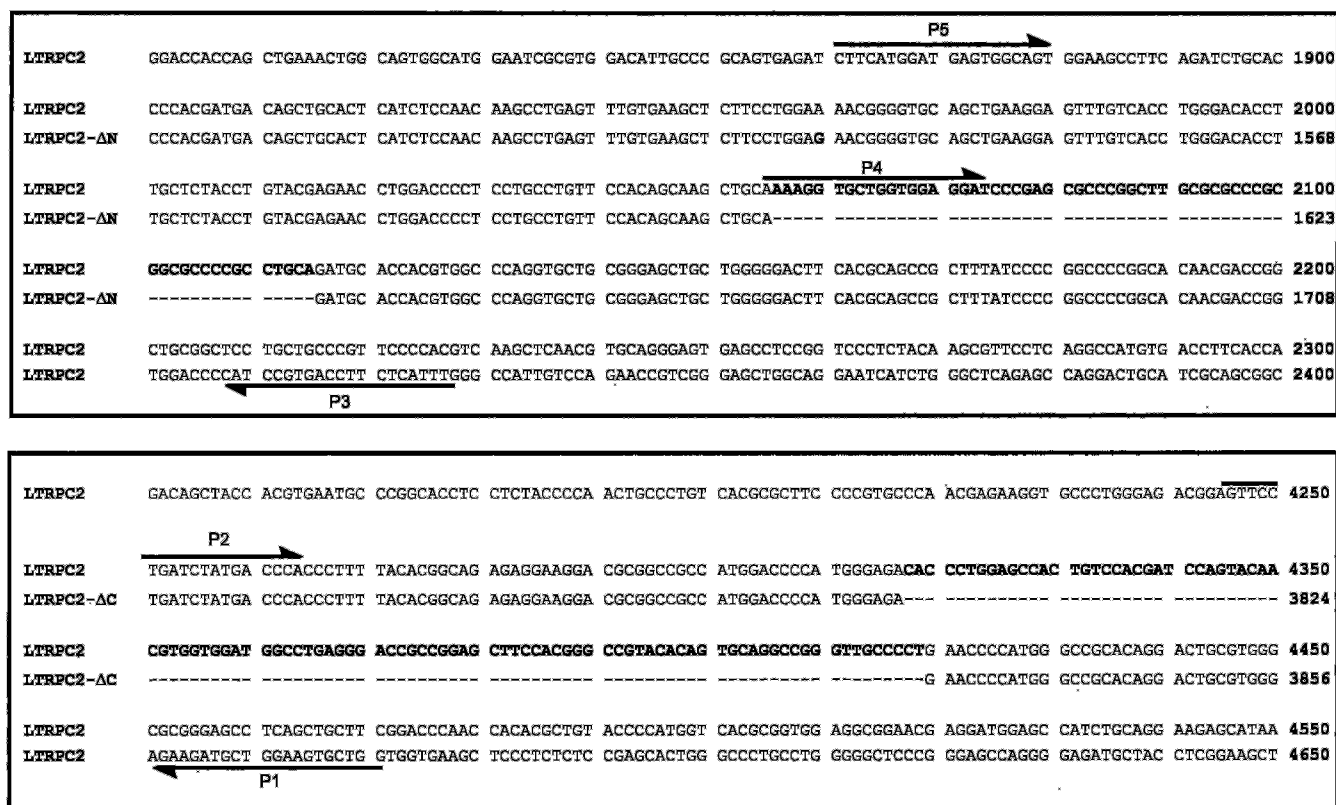 P5
LTRPC2 GGACCACCAG CTGAAACTGG CAGTGGCATG GAATCGCGTG GACATTGCCC GCAGTGAGAT CTTCATGGAT GAGTGGCAGT GGAAGCCTTC AGATCTGCAC 1900
LTRPC2 CCCACGATGA CAGCTGCACT CATCTCCAAC AAGCCTGAGT TTGTGAAGCT CTTCCTGGAA AACGGGGTGC AGCTGAAGGA GTTTGTCACC TGGGACACCT 2000
LTRPC2-ΔN CCCACGATGA CAGCTGCACT CATCTCCAAC AAGCCTGAGT TTGTGAAGCT CTTCCTGGAG AACGGGGTGC AGCTGAAGGA GTTTGTCACC TGGGACACCT 1568
P4
LTRPC2 TGCTCTACCT GTACGAGAAC CTGGACCCCT CCTGCCTGTT CCACAGCAAG CTGCAAAAGG TGCTGGTGGA GGATCCCGAG CGCCCGGCTT GCGCGCCCGC 2100
LTRPC2-ΔN TGCTCTACCT GTACGAGAAC CTGGACCCCT CCTGCCTGTT CCACAGCAAG CTGCA----- ---------- ---------- ---------- ---------- 1623
LTRPC2 GGCGCCCCGC CTGCAGATGC ACCACGTGGC CCAGGTGCTG CGGGAGCTGC TGGGGGACTT CACGCAGCCG CTTTATCCCC GGCCCCGGCA CAACGACCGG 2200
LTRPC2-ΔN ---------- -----GATGC ACCACGTGGC CCAGGTGCTG CGGGAGCTGC TGGGGGACTT CACGCAGCCG CTTTATCCCC GGCCCCGGCA CAACGACCGG 1708
LTRPC2 CTGCGGCTCC TGCTGCCCGT TCCCCACGTC AAGCTCAACG TGCAGGGAGT GAGCCTCCGG TCCCTCTACA AGCGTTCCTC AGGCCATGTG ACCTTCACCA 2300
LTRPC2 TGGACCCCAT CCGTGACCTT CTCATTTGGG CCATTGTCCA GAACCGTCGG GAGCTGGCAG GAATCATCTG GGCTCAGAGC CAGGACTGCA TCGCAGCGGC 2400
P3
LTRPC2 GACAGCTACC ACGTGAATGC CCGGCACCTC CTCTACCCCA ACTGCCCTGT CACGCGCTTC CCCGTGCCCA ACGAGAAGGT GCCCTGGGAG ACGGAGTTCC 4250
P2
LTRPC2 TGATCTATGA CCCACCCTTT TACACGGCAG AGAGGAAGGA CGCGGCCGCC ATGGACCCCA TGGGAGACAC CCTGGAGCCAC TGTCCACGAT CCAGTACAA 4350
LTRPC2-ΔC TGATCTATGA CCCACCCTTT TACACGGCAG AGAGGAAGGA CGCGGCCGCC ATGGACCCCA TGGGAGA--- ---------- ---------- ---------- 3824
LTRPC2 CGTGGTGGAT GGCCTGAGGG ACCGCCGGAG CTTCCACGGG CCGTACACAG TGCAGGCCGG GTTGCCCCTG AACCCCATGG GCCGCACAGG ACTGCGTGGG 4450
LTRPC2-ΔC ---------- ---------- ---------- ---------- ---------- ---------- ---------G AACCCCATGG GCCGCACAGG ACTGCGTGGG 3856
LTRPC2 CGCGGGAGCC TCAGCTGCTT CGGACCCAAC CACACGCTGT ACCCCATGGT CACGCGGTGG AGGCGGAACG AGGATGGAGC CATCTGCAGG AAGAGCATAA 4550
LTRPC2 AGAAGATGCT GGAAGTGCTG GTGGTGAAGC TCCCTCTCTC CGAGCACTGG GCCCTGCCTG GGGGCTCCCG GGAGCCAGGG GAGATGCTAC CTCGGAAGCT 4650
P1